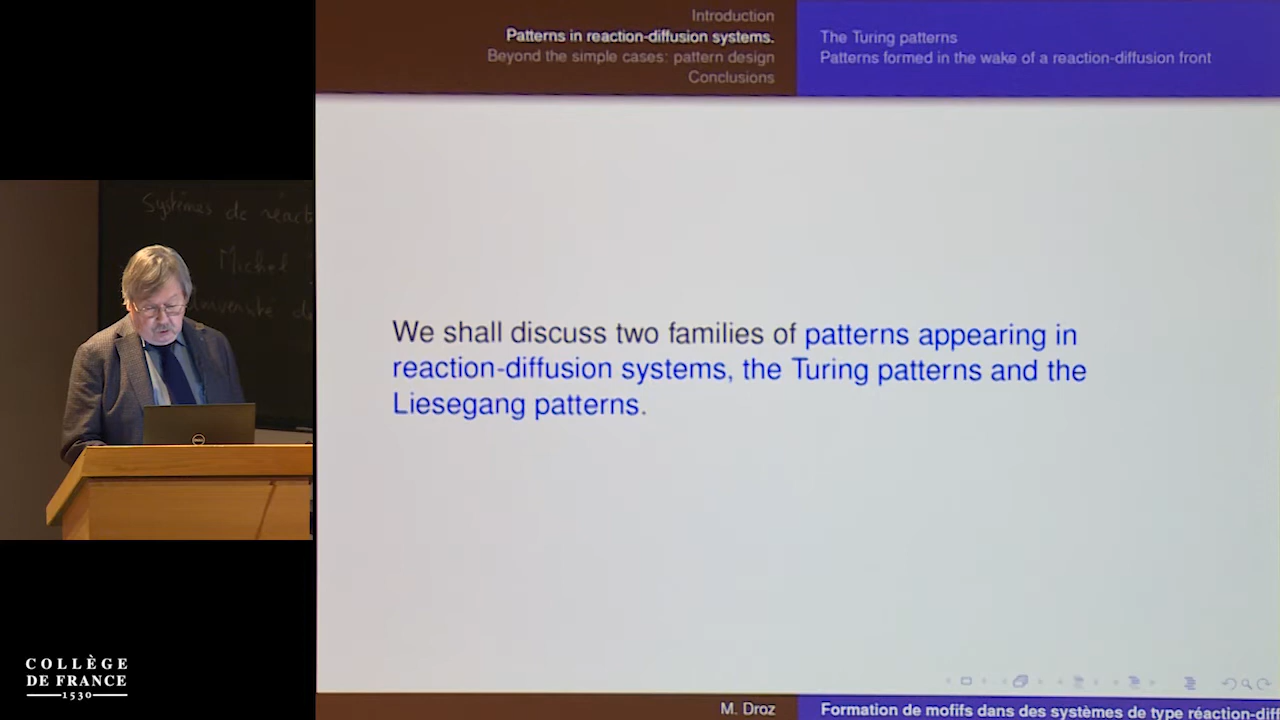 Introduction
Patterns in reaction-diffusion systems.
Beyond the simple cases: pattern design
Conclusions
The Turing patterns
Patterns formed in the wake of a reaction-diffusion front
We shall discuss two families of patterns appearing in
reaction-diffusion systems, the Turing patterns and the
Liesegang patterns.
M. Droz
Formation de mofifs dans des systèmes de type réaction-diff
Systèmes de réact
Michel
Université d
DELL
COLLÈGE
DE FRANCE
1530